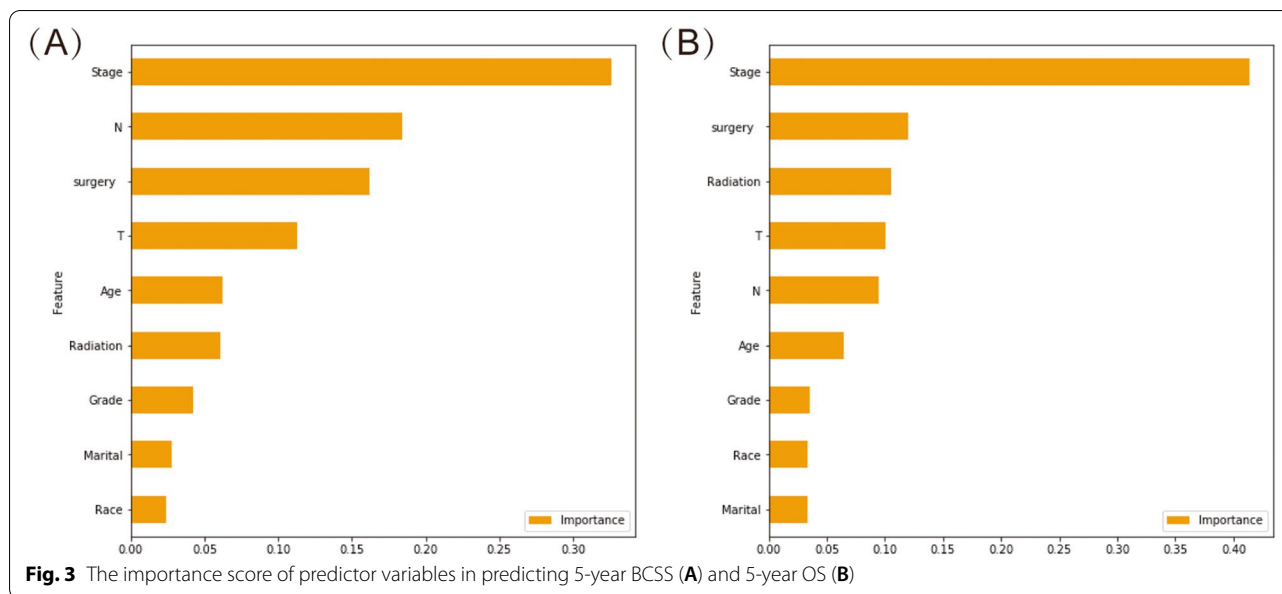 (A)
Stage
N
surgery
T
Age
Radiation
Grade
Marital
Race
Feature
Importance
0.00 0.05 0.10 0.15 0.20 0.25 0.30
(B)
Stage
surgery
Radiation
T
N
Age
Grade
Race
Marital
Feature
Importance
0.00 0.05 0.10 0.15 0.20 0.25 0.30 0.35 0.40
Fig. 3 The importance score of predictor variables in predicting 5-year BCSS (A) and 5-year OS (B)